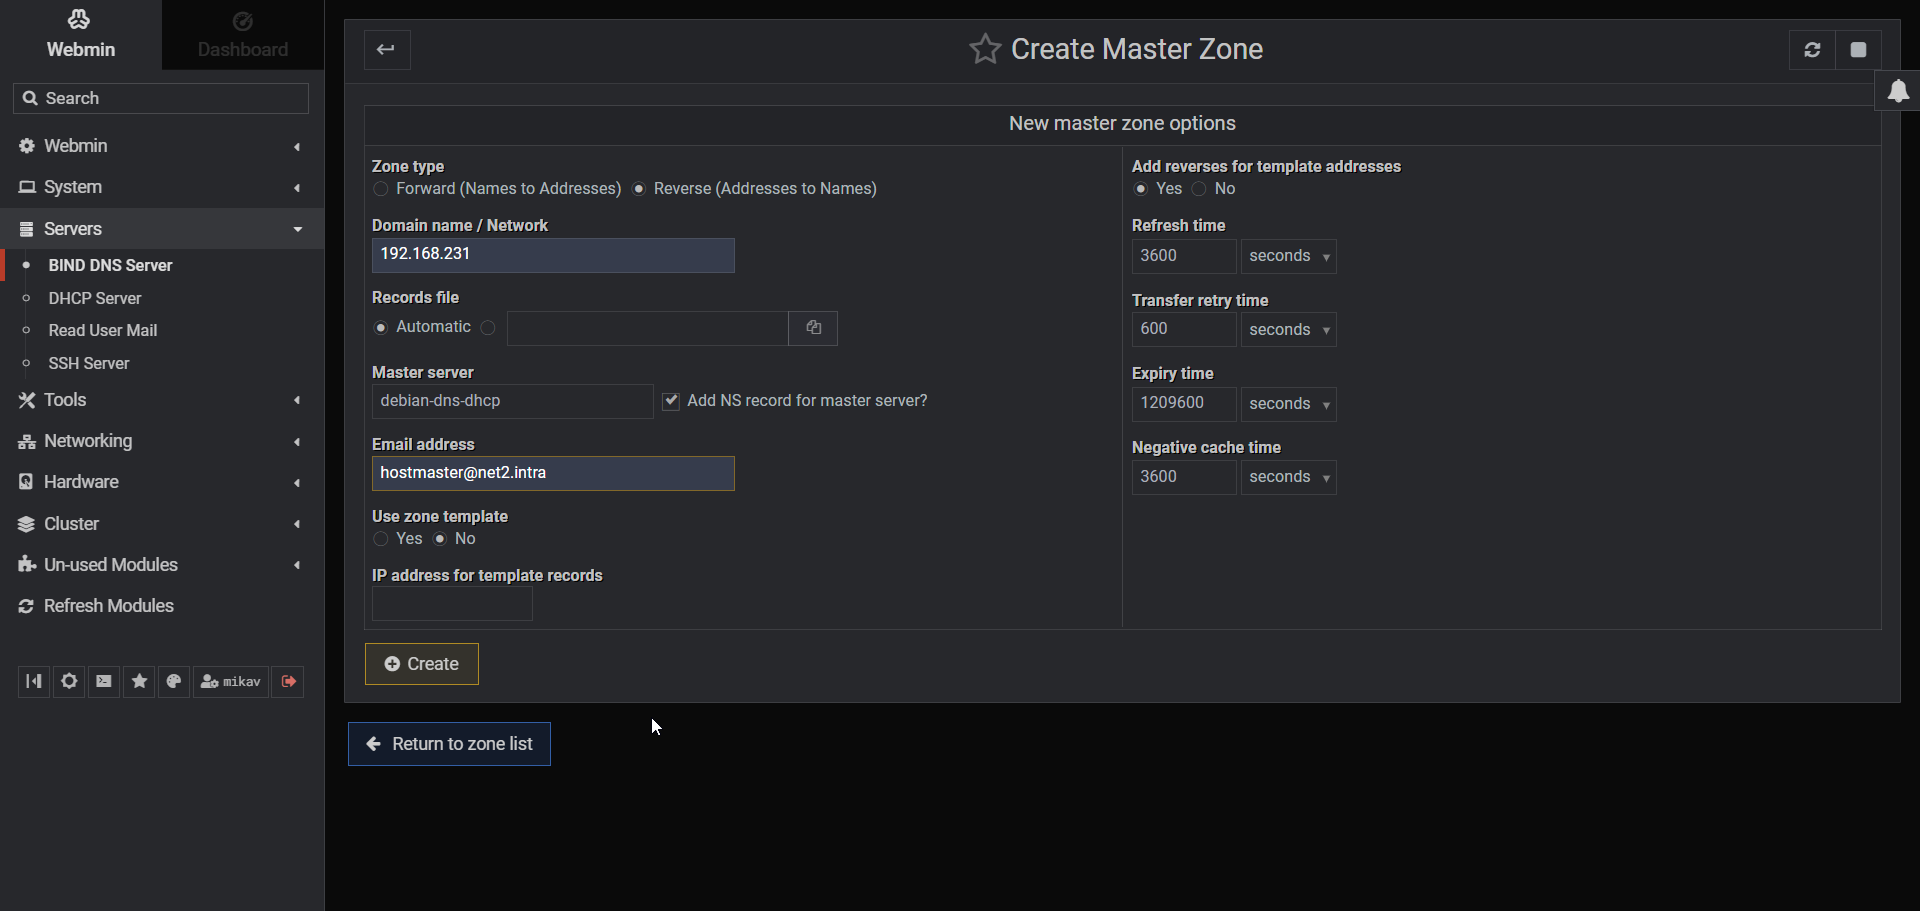 Webmin
Dashboard
Search
Webmin
System
Servers
BIND DNS Server
DHCP Server
Read User Mail
SSH Server
Tools
Networking
Hardware
Cluster
Un-used Modules
Refresh Modules
mikav
Create Master Zone
New master zone options
Zone type
Forward (Names to Addresses) Reverse (Addresses to Names)
Domain name / Network
192.168.231
Records file
Automatic
Master server
debian-dns-dhcp Add NS record for master server?
Email address
hostmaster@net2.intra
Use zone template
Yes No
IP address for template records
Add reverses for template addresses
Yes No
Refresh time
3600 seconds
Transfer retry time
600 seconds
Expiry time
1209600 seconds
Negative cache time
3600 seconds
Create
Return to zone list